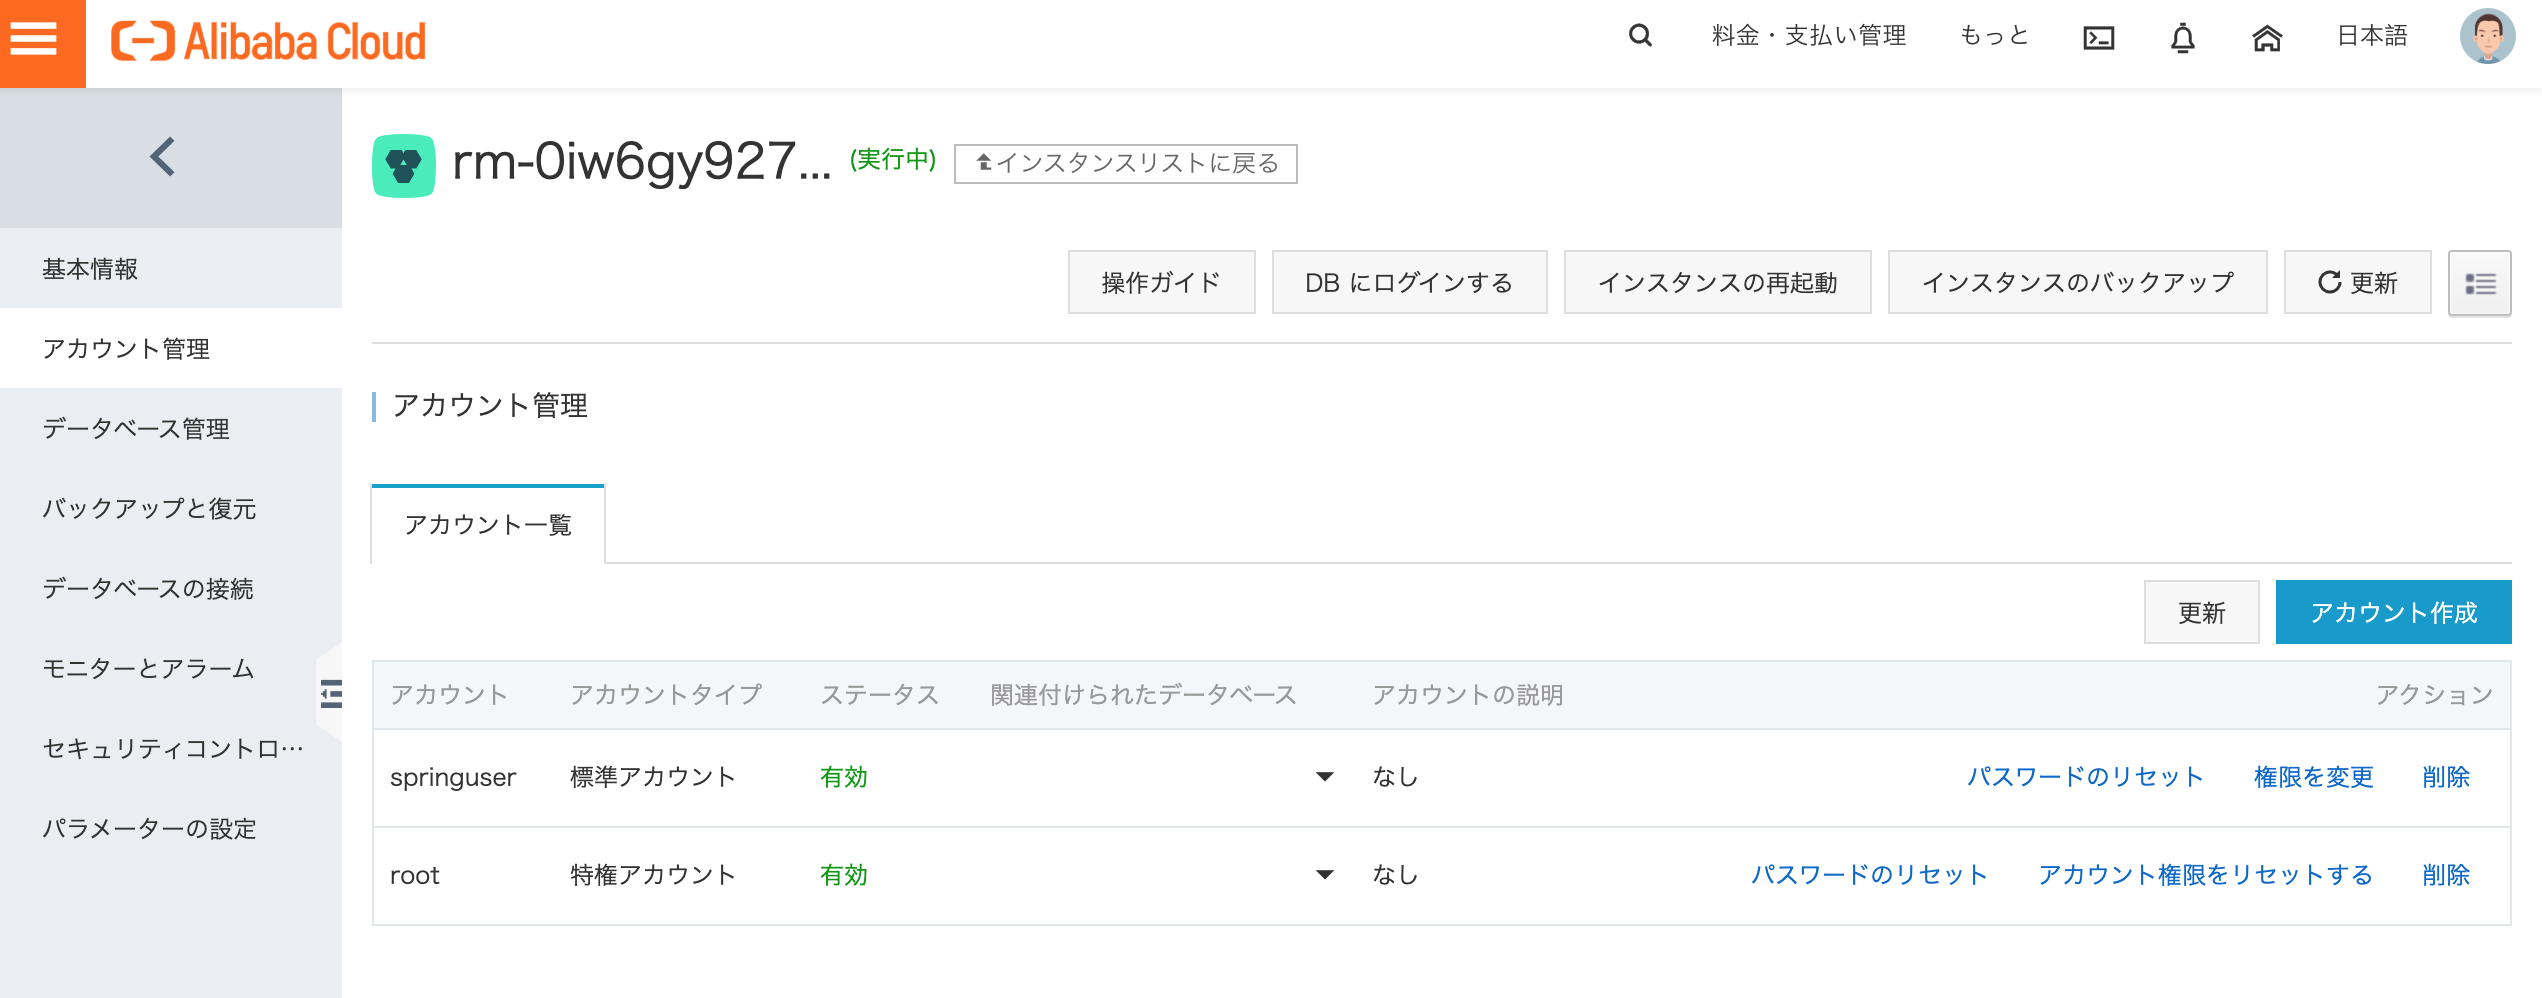 Alibaba Cloud
料金・支払い管理
もっと
日本語
rm-0iw6gy927...
(実行中)
インスタンスリストに戻る
操作ガイド
DB にログインする
インスタンスの再起動
インスタンスのバックアップ
更新
基本情報
アカウント管理
データベース管理
バックアップと復元
データベースの接続
モニターとアラーム
セキュリティコントロ…
パラメーターの設定
アカウント管理
アカウント一覧
更新
アカウント作成
アカウント アカウントタイプ ステータス 関連付けられたデータベース アカウントの説明 アクション
springuser 標準アカウント 有効 なし パスワードのリセット 権限を変更 削除
root 特権アカウント 有効 なし パスワードのリセット アカウント権限をリセットする 削除